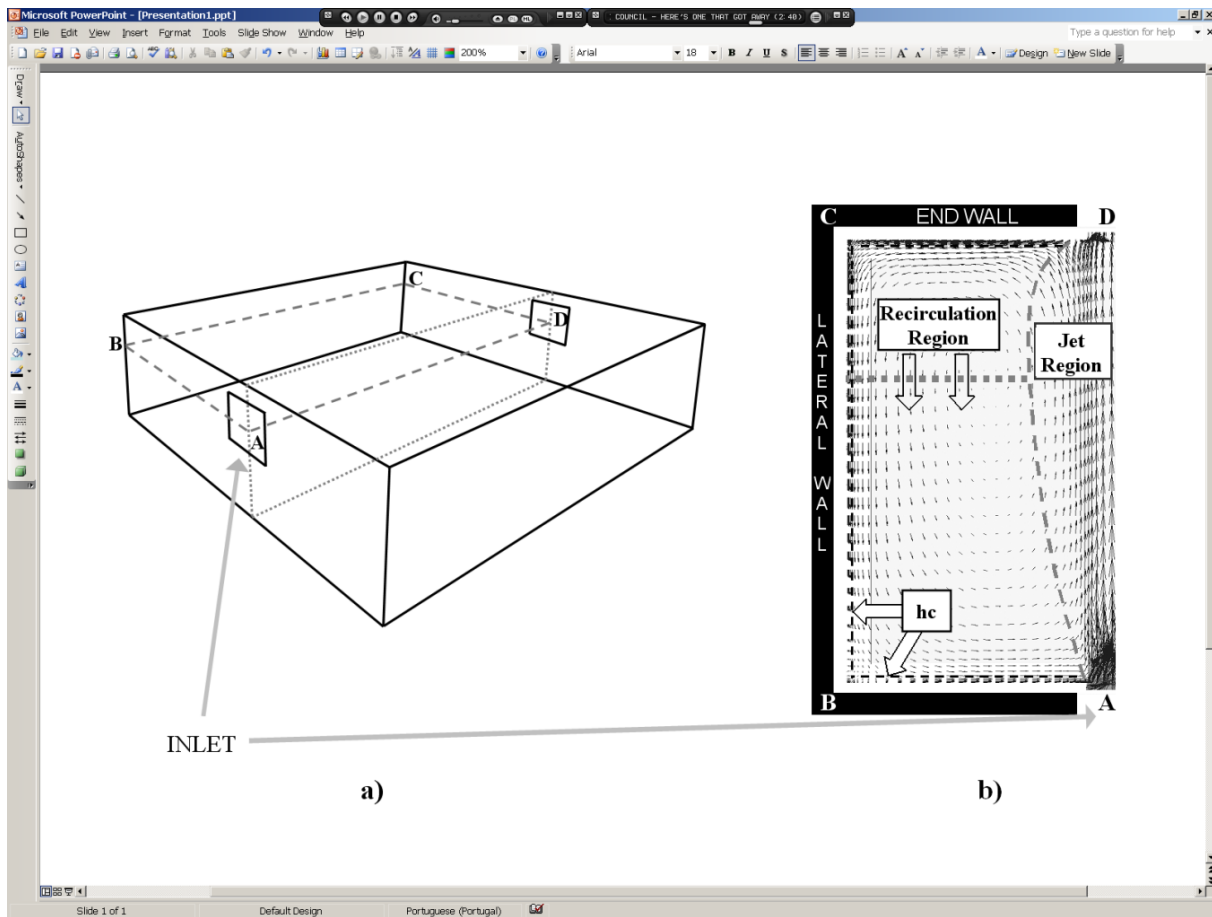 Microsoft PowerPoint - [Presentation1.ppt]
: COUNCIL - HERE'S ONE THAT GOT AWAY (2:40)
File Edit View Insert Format Tools Slide Show Window Help
Type a question for help
200%
Arial
18
B I U S
A A
A
Design
New Slide
Draw
AutoShapes
A
C
B
D
A
INLET
a)
C
END WALL
D
LATERAL WALL
Recirculation
Region
Jet
Region
hc
B
A
b)
Slide 1 of 1
Default Design
Portuguese (Portugal)